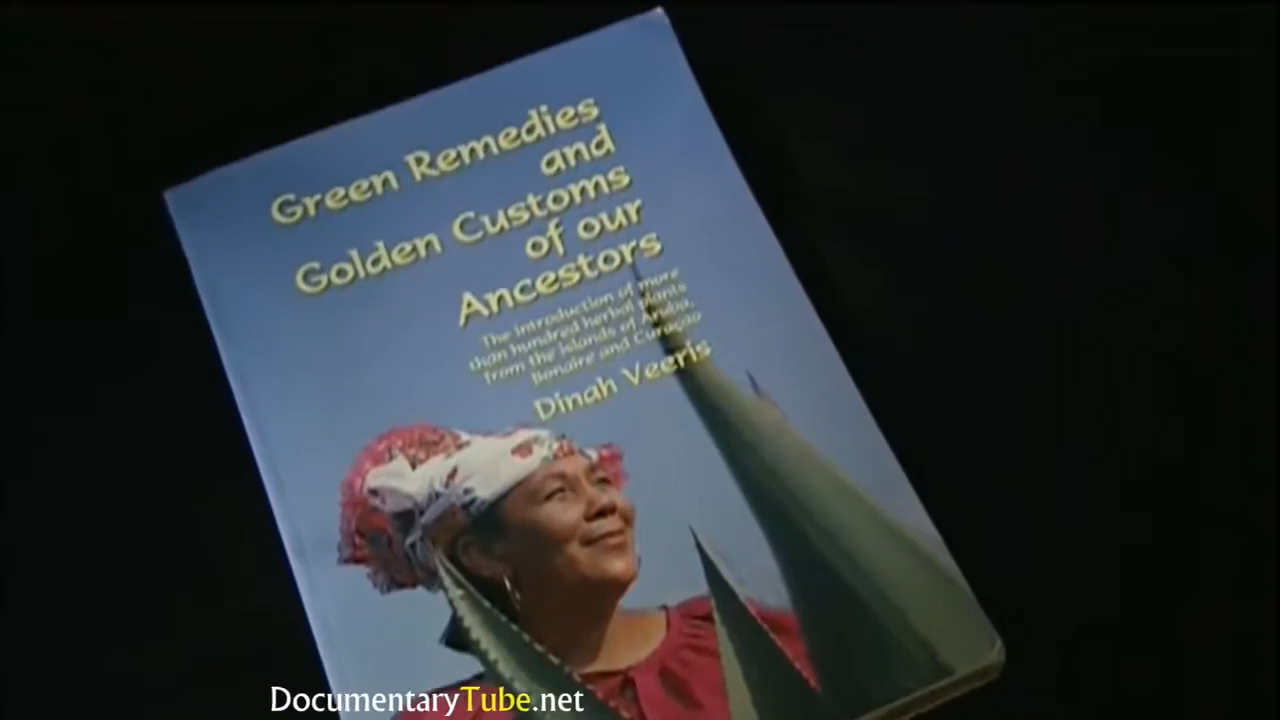 Green Remedies
and
Golden Customs
of our
Ancestors
The introduction of more
than hundred herbal plants
from the islands of Aruba,
Bonaire and Curaçao
Dinah Veeris
DocumentaryTube.net